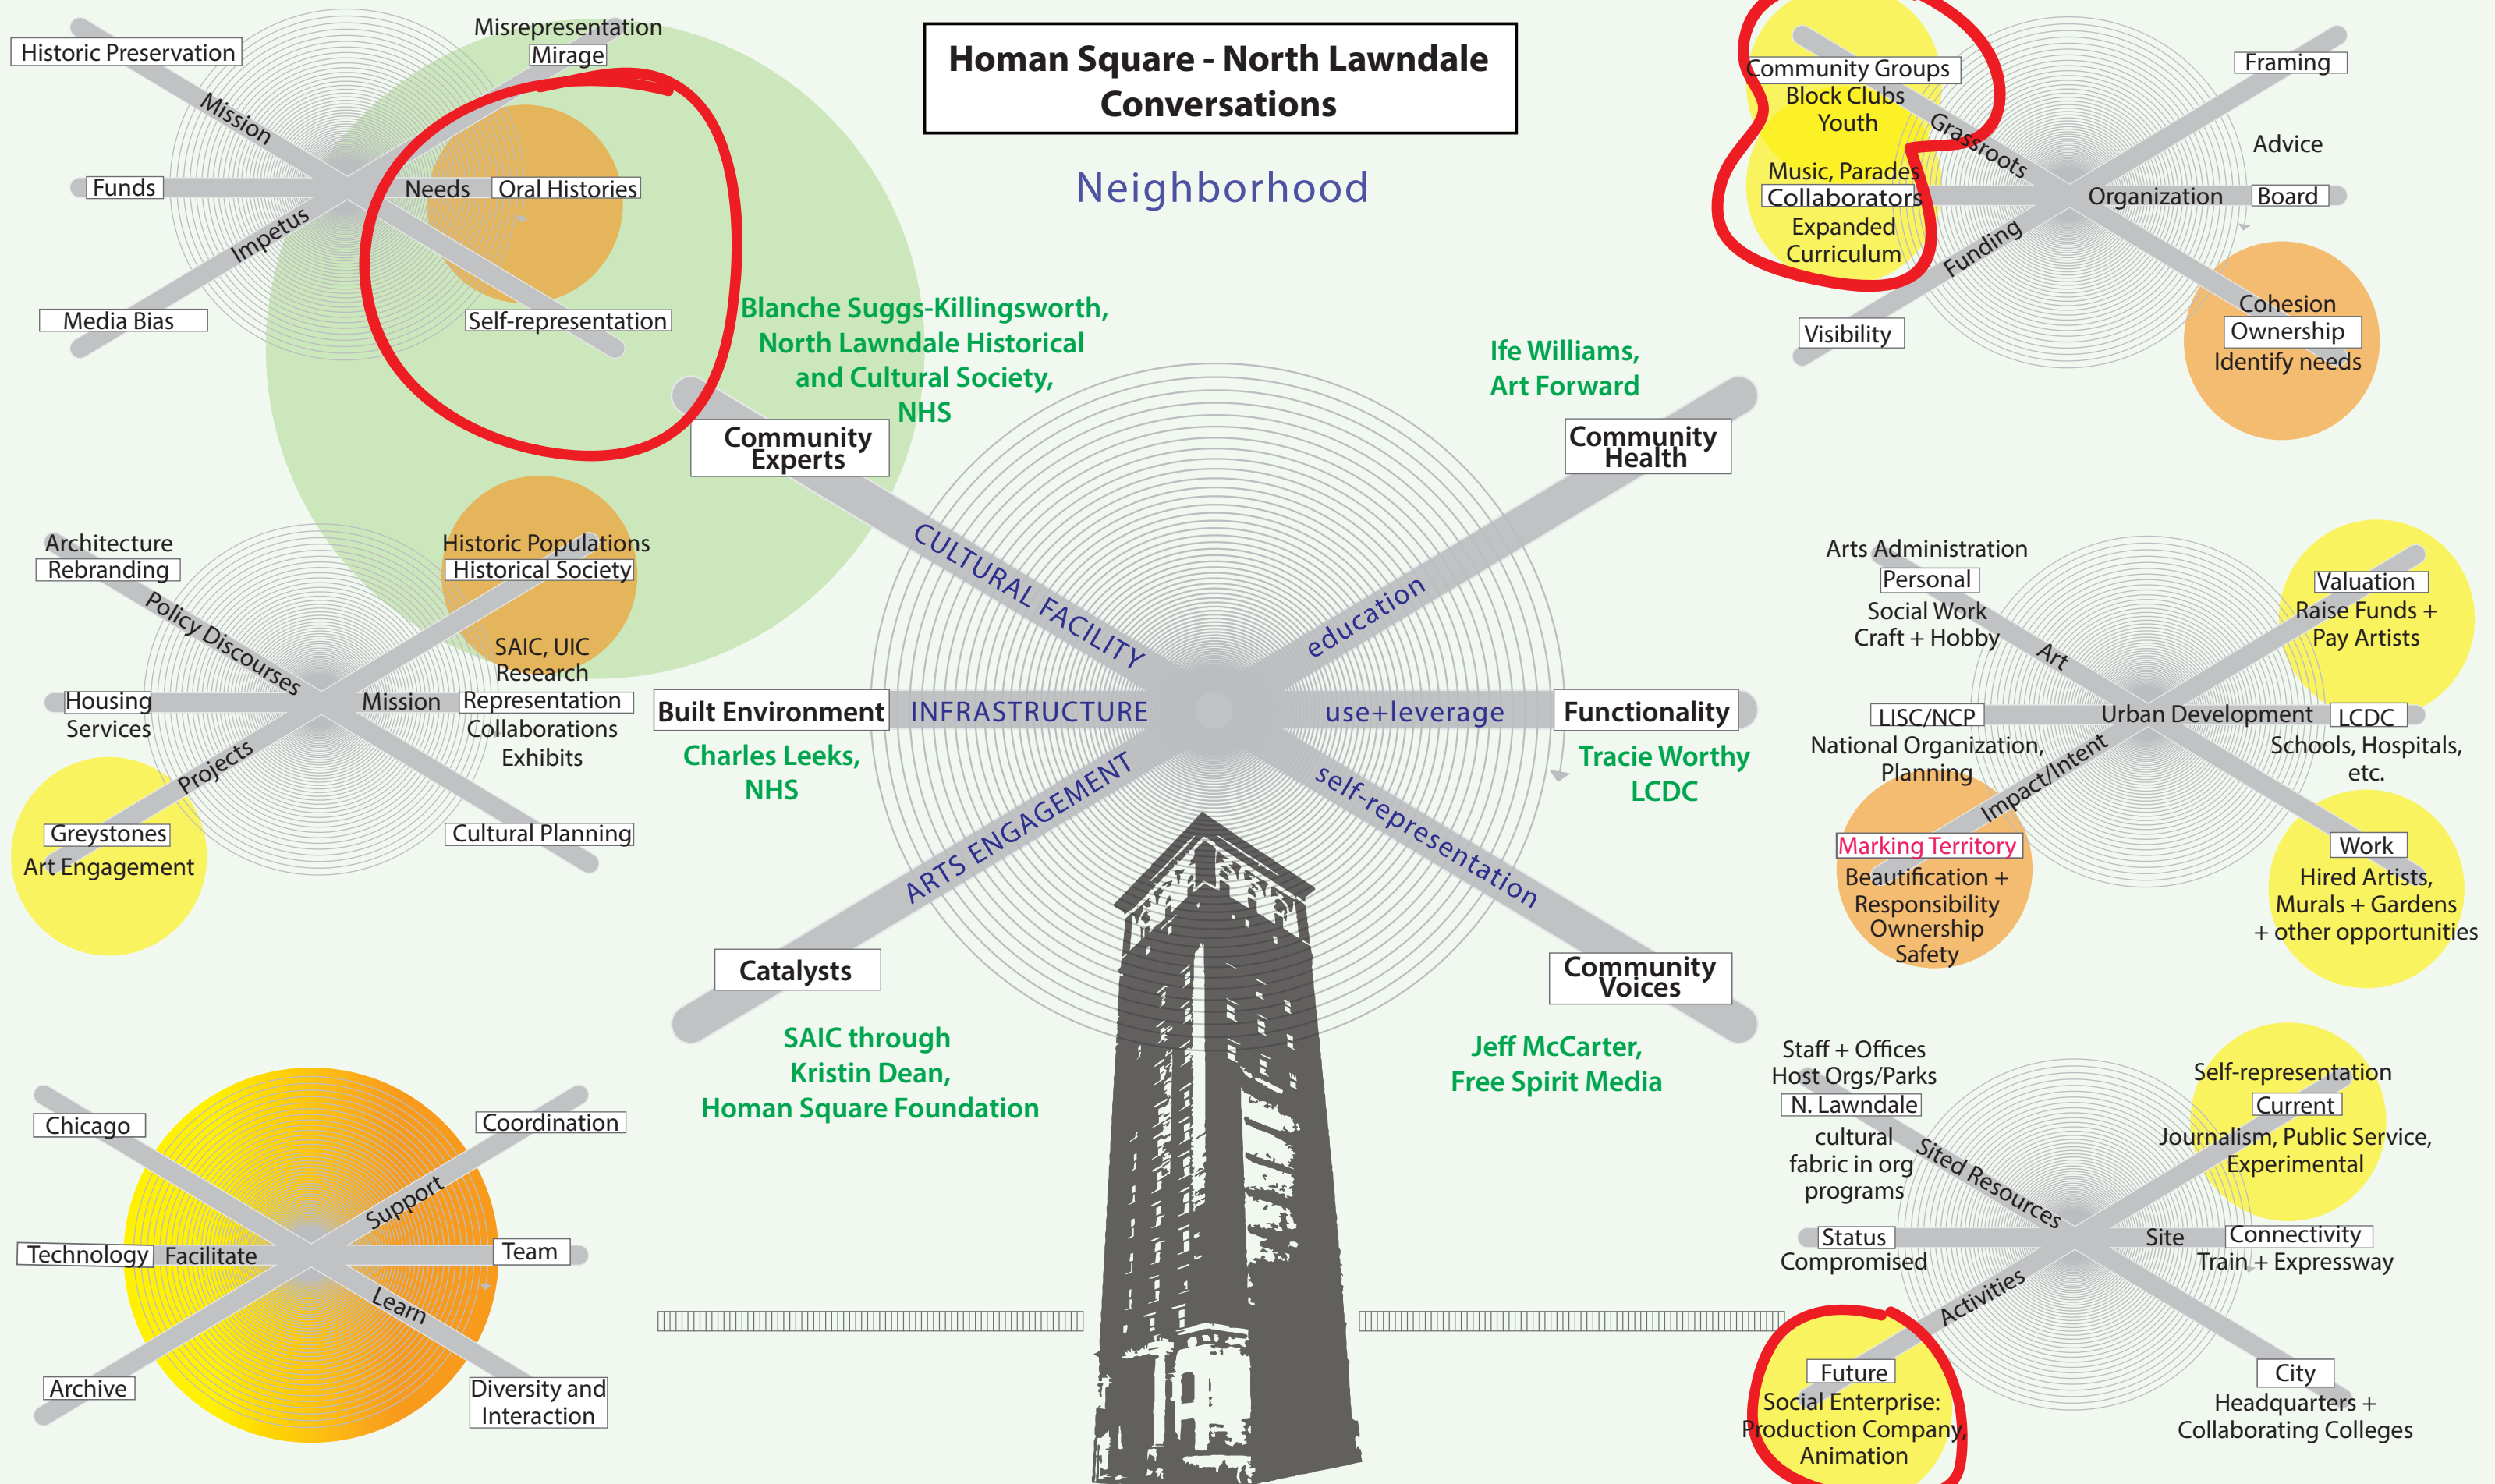 Homan Square - North Lawndale
Conversations
Neighborhood
Historic Preservation
Misrepresentation
Mirage
Mission
Funds
Needs
Oral Histories
Impetus
Media Bias
Self-representation
Blanche Suggs-Killingsworth,
North Lawndale Historical
and Cultural Society,
NHS
Community
Experts
CULTURAL FACILITY
Ife Williams,
Art Forward
Community
Health
education
Community Groups
Block Clubs
Youth
Grassroots
Music, Parades
Collaborators
Expanded
Curriculum
Funding
Visibility
Framing
Advice
Organization
Board
Cohesion
Ownership
Identify needs
Architecture
Rebranding
Policy Discourses
Historic Populations
Historical Society
SAIC, UIC
Research
Housing
Services
Mission
Representation
Collaborations
Exhibits
Projects
Greystones
Art Engagement
Cultural Planning
Built Environment
INFRASTRUCTURE
Charles Leeks,
NHS
use+leverage
Functionality
Tracie Worthy
LCDC
ARTS ENGAGEMENT
Catalysts
SAIC through
Kristin Dean,
Homan Square Foundation
self-representation
Community
Voices
Jeff McCarter,
Free Spirit Media
Arts Administration
Personal
Social Work
Craft + Hobby
Art
Valuation
Raise Funds +
Pay Artists
LISC/NCP
National Organization,
Planning
Urban Development
LCDC
Schools, Hospitals,
etc.
Impact/Intent
Marking Territory
Beautification +
Responsibility
Ownership
Safety
Work
Hired Artists,
Murals + Gardens
+ other opportunities
Chicago
Coordination
Support
Technology
Facilitate
Team
Learn
Archive
Diversity and
Interaction
Staff + Offices
Host Orgs/Parks
N. Lawndale
cultural
fabric in org
programs
Sited Resources
Self-representation
Current
Journalism, Public Service,
Experimental
Status
Compromised
Site
Connectivity
Train + Expressway
Activities
Future
Social Enterprise:
Production Company,
Animation
City
Headquarters +
Collaborating Colleges